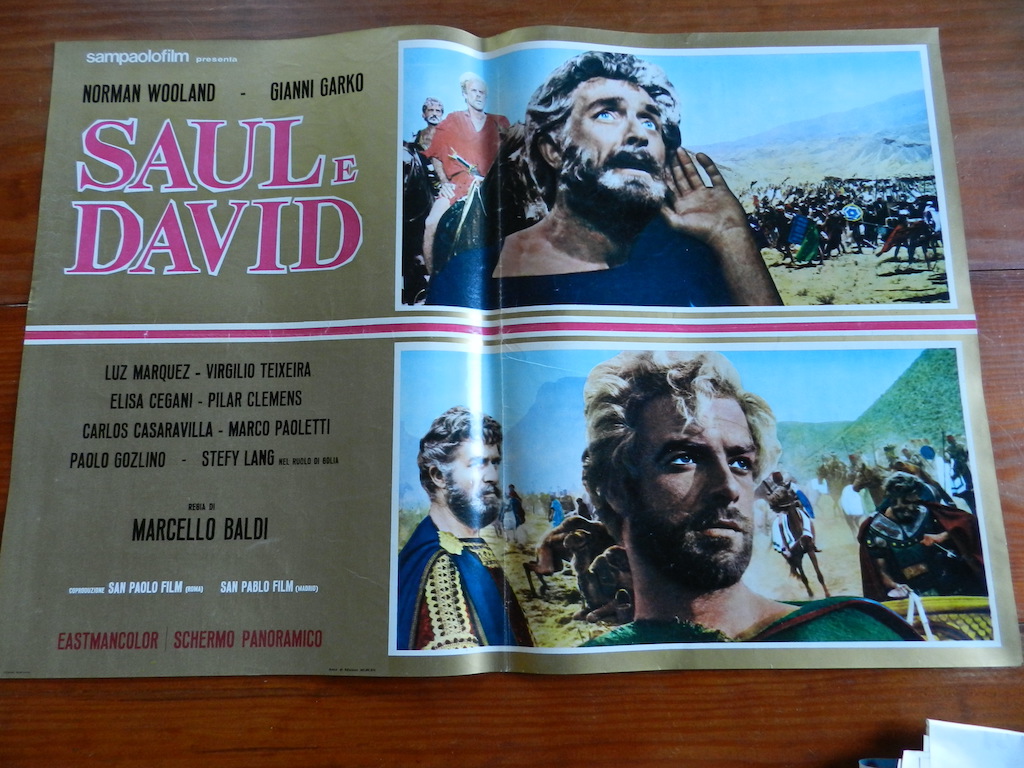 sampaolofilm presenta
NORMAN WOOLAND - GIANNI GARKO
SAUL E
DAVID
LUZ MARQUEZ - VIRGILIO TEIXEIRA
ELISA CEGANI - PILAR CLEMENS
CARLOS CASARAVILLA - MARCO PAOLETTI
PAOLO GOZLINO - STEFY LANG NEL RUOLO DI GOLIA
REGIA DI
MARCELLO BALDI
COPRODUZIONE SAN PAOLO FILM (ROMA) SAN PABLO FILM (MADRID)
EASTMANCOLOR | SCHERMO PANORAMICO